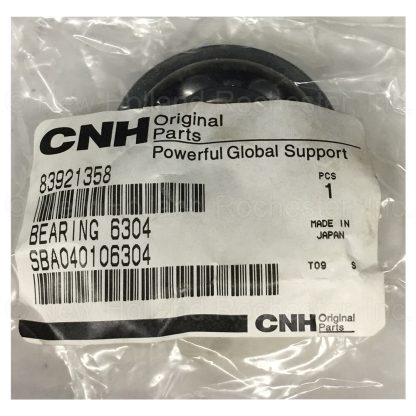 CNH Original Parts
Powerful Global Support
83921358
PCS
1
BEARING 6304
MADE IN
JAPAN
SBA040106304
T09 S
CNH Original Parts